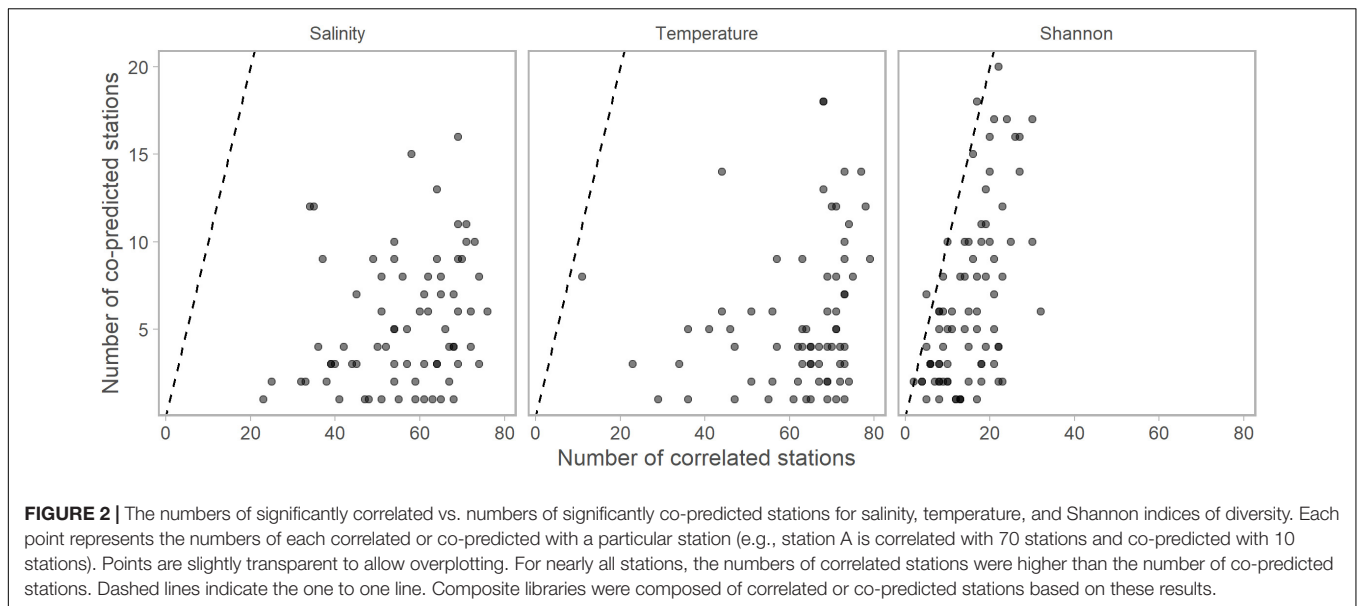 Salinity Temperature Shannon
Number of co-predicted stations
20
15
10
5
0 20 40 60 80 0 20 40 60 80 0 20 40 60 80
Number of correlated stations
FIGURE 2 | The numbers of significantly correlated vs. numbers of significantly co-predicted stations for salinity, temperature, and Shannon indices of diversity. Each
point represents the numbers of each correlated or co-predicted with a particular station (e.g., station A is correlated with 70 stations and co-predicted with 10
stations). Points are slightly transparent to allow overplotting. For nearly all stations, the numbers of correlated stations were higher than the number of co-predicted
stations. Dashed lines indicate the one to one line. Composite libraries were composed of correlated or co-predicted stations based on these results.